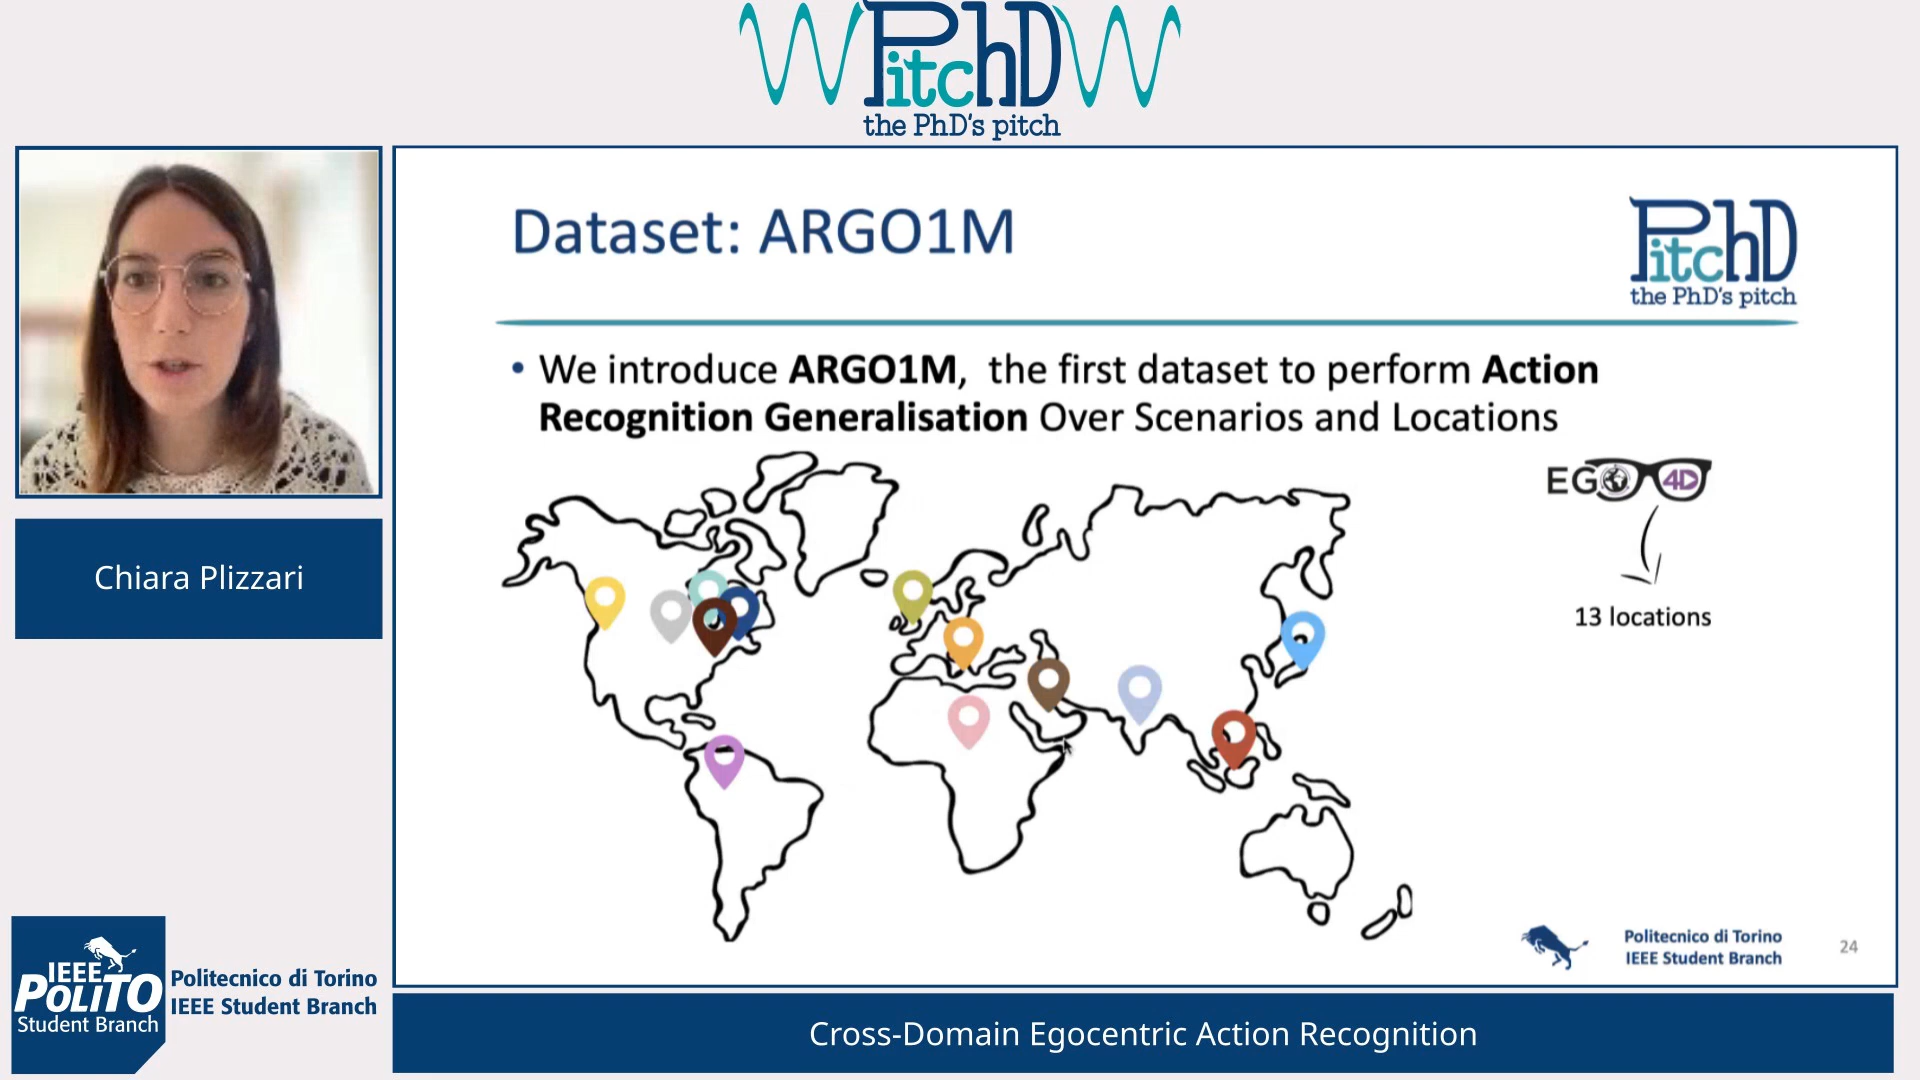 PitchD
the PhD's pitch
Dataset: ARGO1M
PitchD
the PhD's pitch
• We introduce ARGO1M, the first dataset to perform Action
Recognition Generalisation Over Scenarios and Locations
EGO4D
13 locations
Chiara Plizzari
Politecnico di Torino
IEEE Student Branch
24
IEEE
POLITO
Student Branch
Politecnico di Torino
IEEE Student Branch
Cross-Domain Egocentric Action Recognition